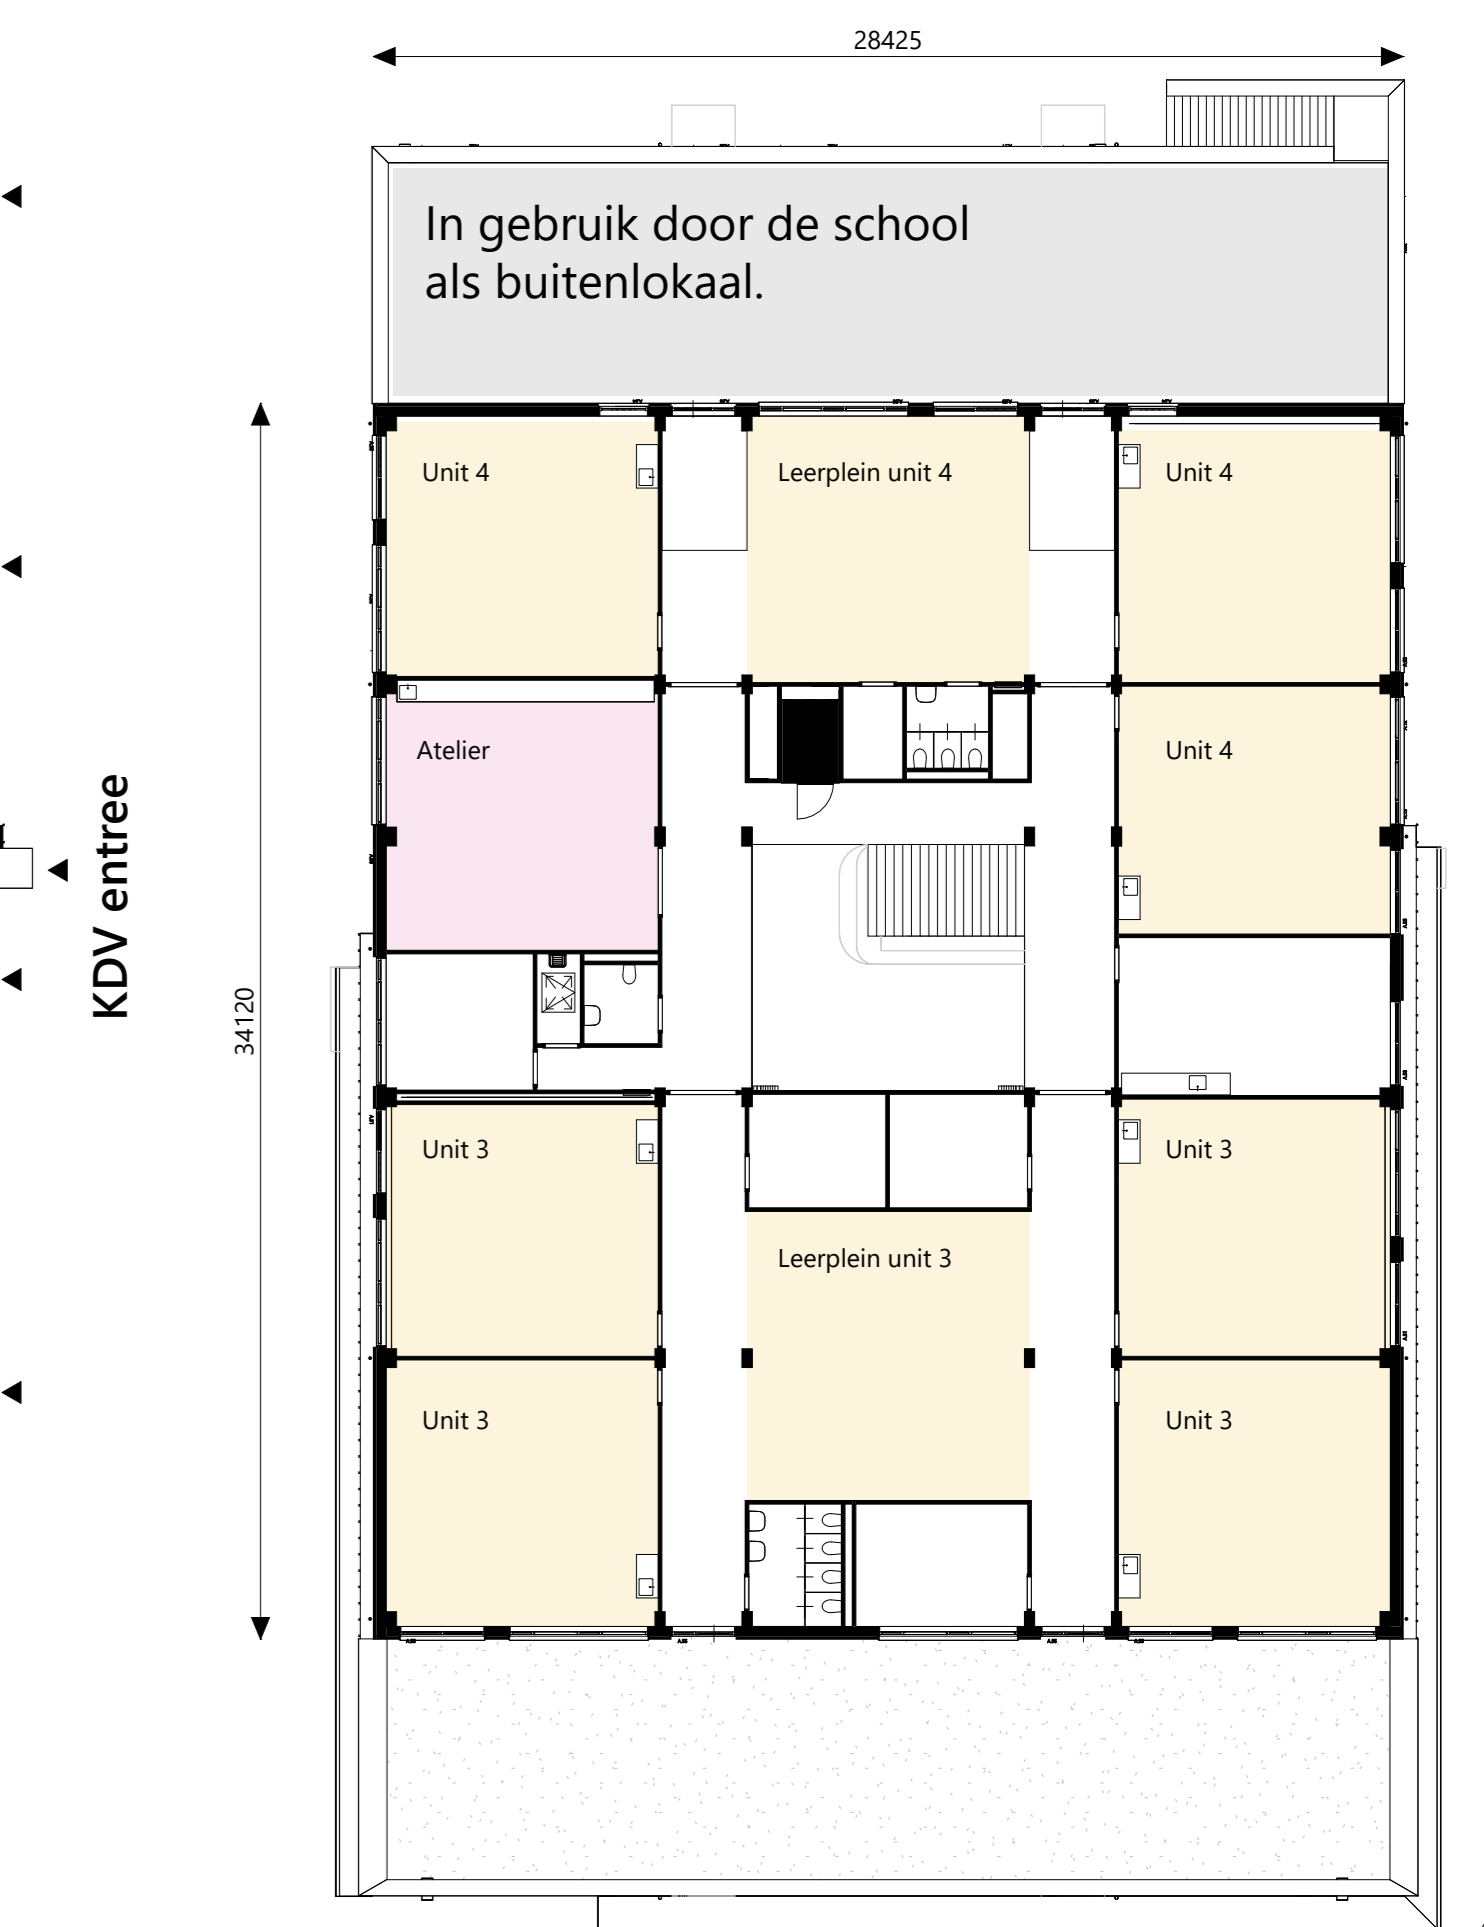 28425
In gebruik door de school
als buitenlokaal.
Unit 4
Leerplein unit 4
Unit 4
Atelier
Unit 4
KDV entree
34120
Unit 3
Unit 3
Leerplein unit 3
Unit 3
Unit 3